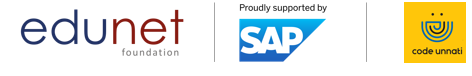 edunet
foundation
Proudly supported by
SAP
code unnati